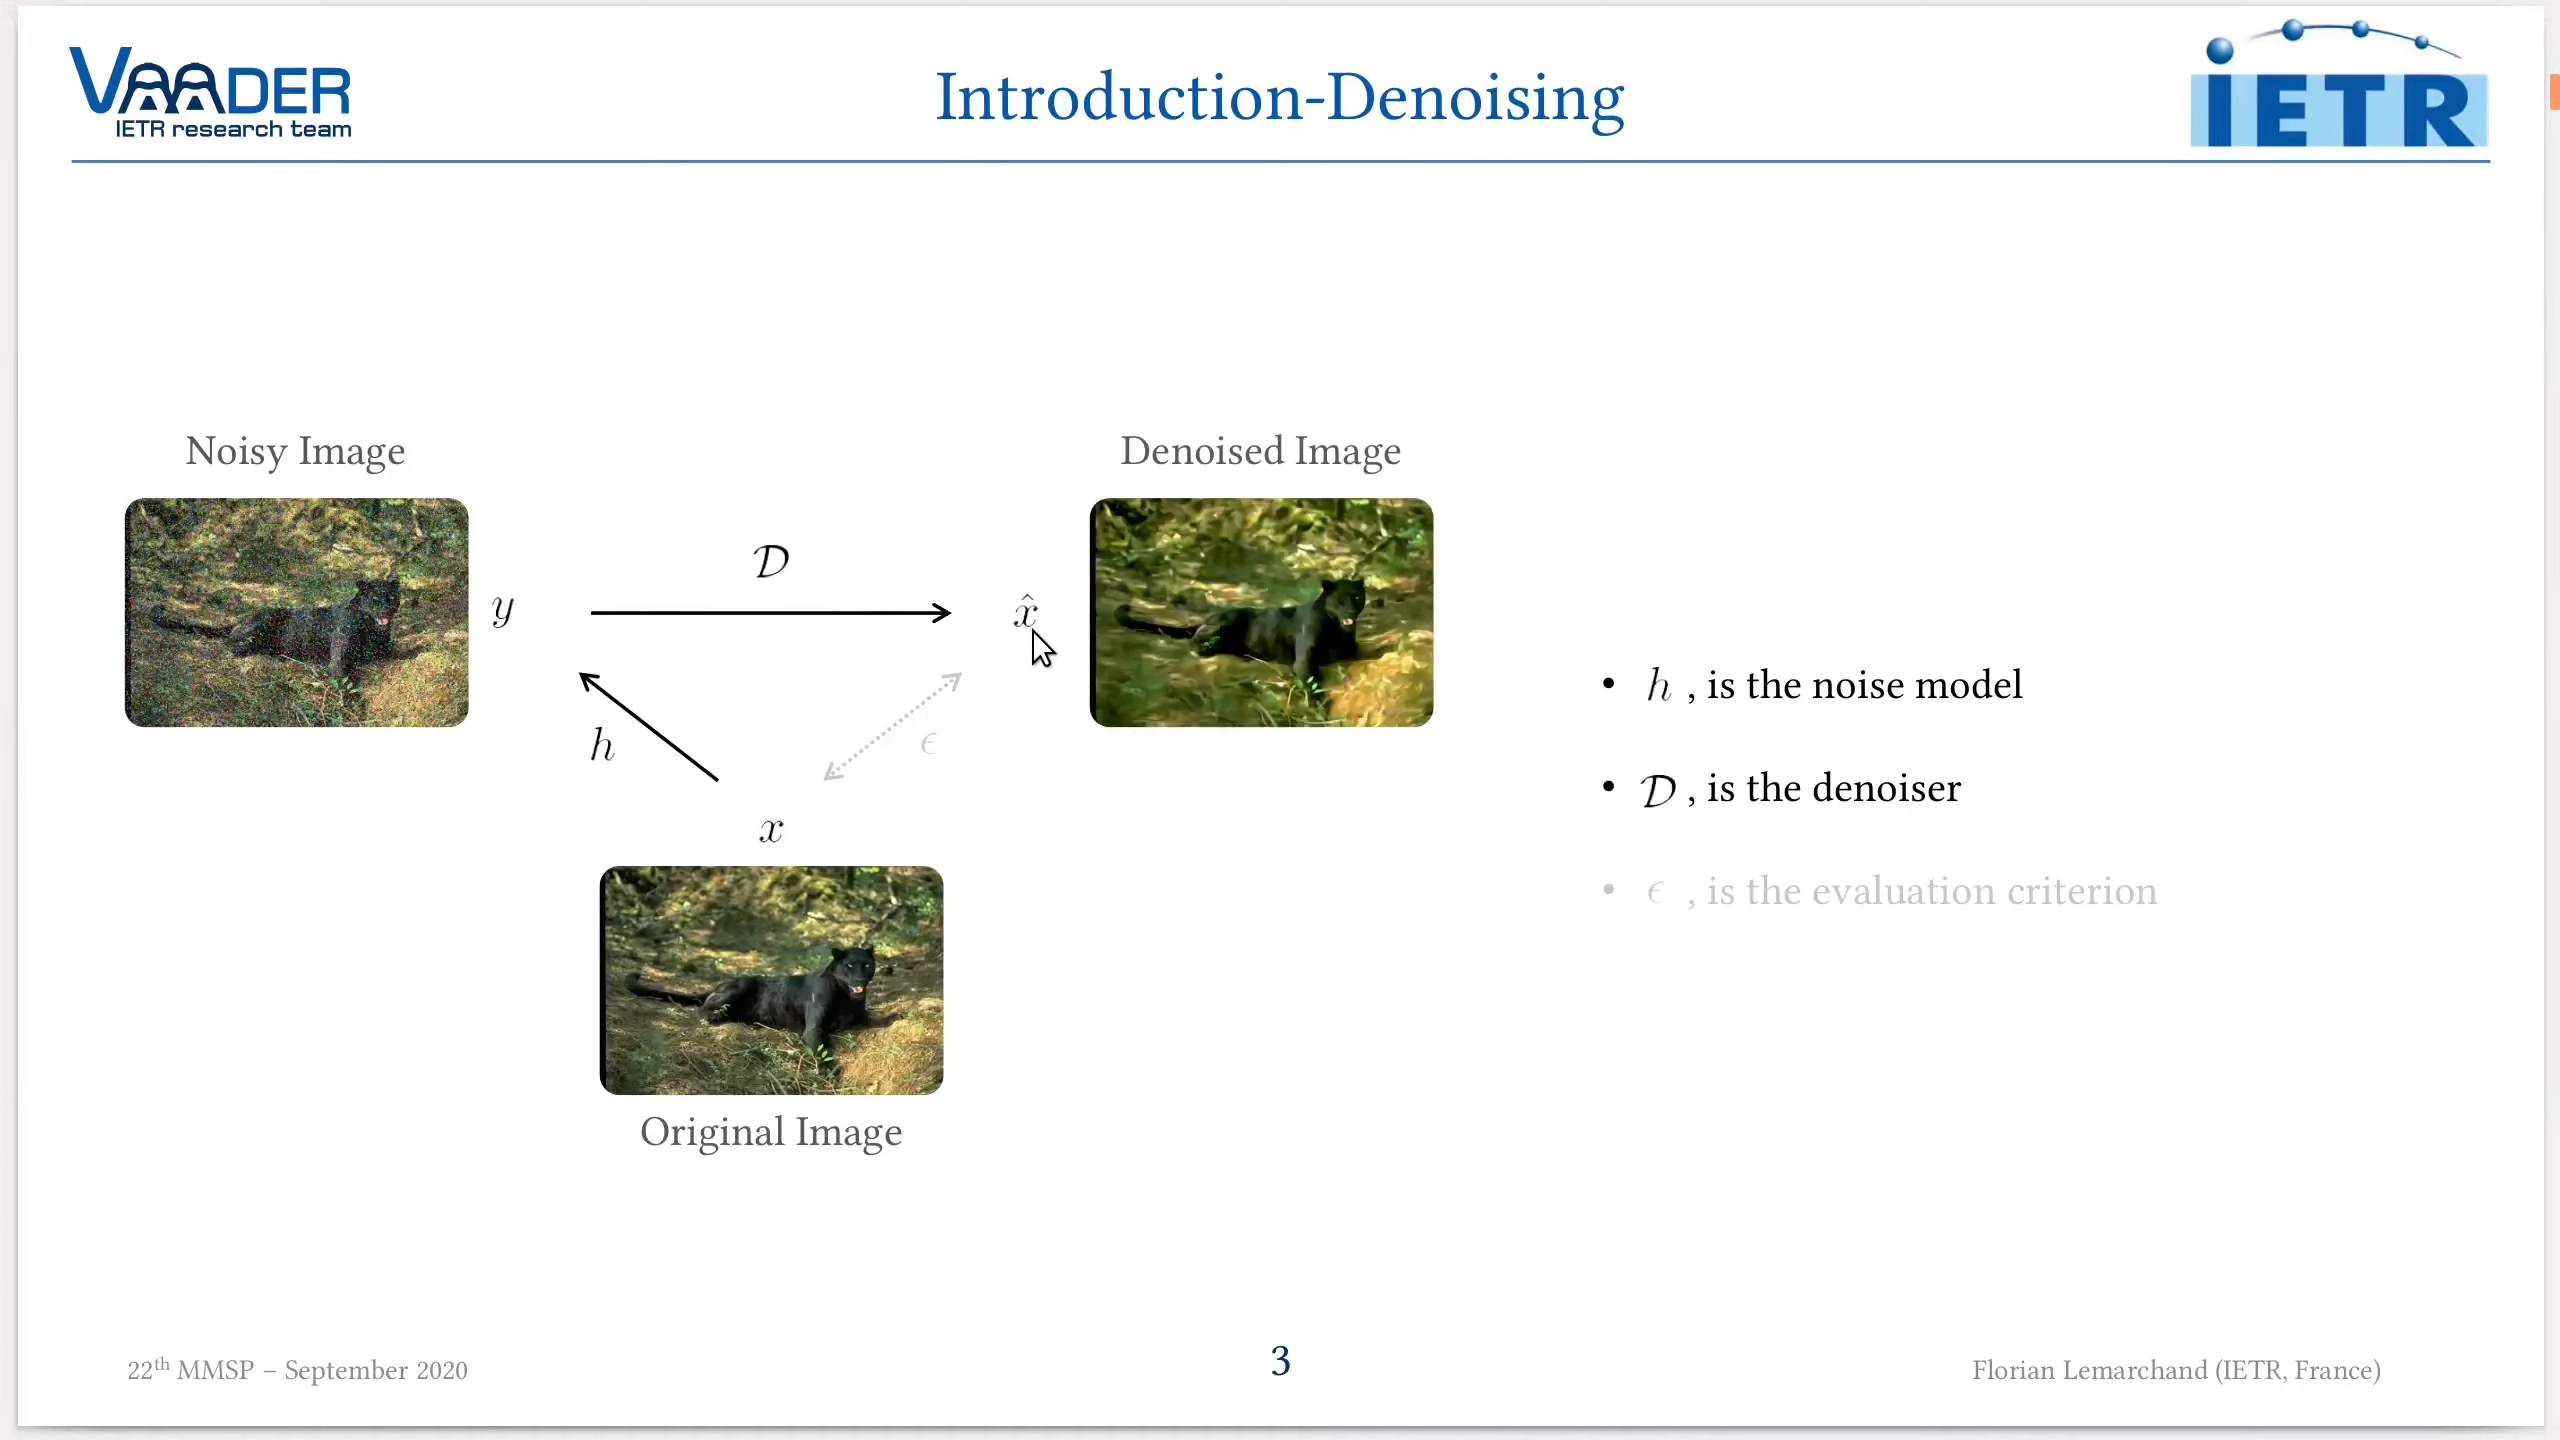 VAADER
IETR research team
Introduction-Denoising
iETR
Noisy Image
Denoised Image
𝒟
y
x̂
h
ϵ
x
Original Image
• h , is the noise model
• 𝒟 , is the denoiser
• ϵ , is the evaluation criterion
22th MMSP – September 2020
3
Florian Lemarchand (IETR, France)